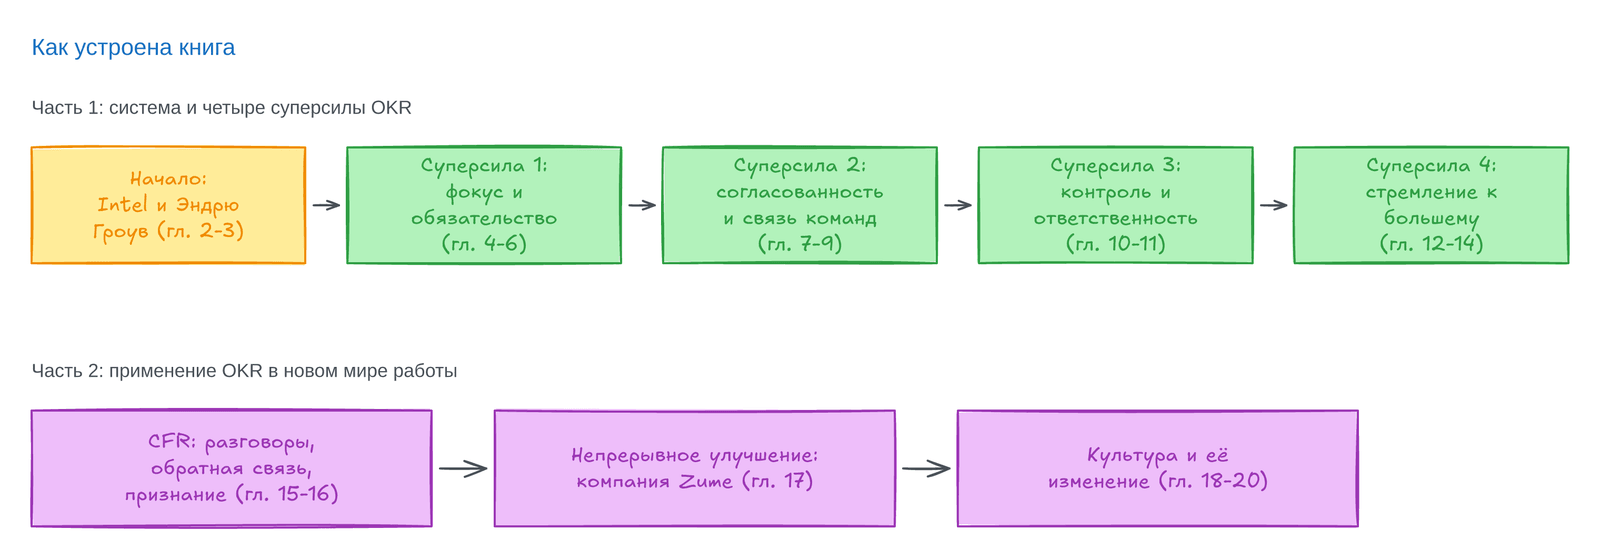 Как устроена книга
Часть 1: система и четыре суперсилы OKR
Начало:
Intel и Эндрю
Гроув (гл. 2-3)
Суперсила 1:
фокус и
обязательство
(гл. 4-6)
Суперсила 2:
согласованность
и связь команд
(гл. 7-9)
Суперсила 3:
контроль и
ответственность
(гл. 10-11)
Суперсила 4:
стремление к
большему
(гл. 12-14)
Часть 2: применение OKR в новом мире работы
CFR: разговоры,
обратная связь,
признание (гл. 15-16)
Непрерывное улучшение:
компания Zume (гл. 17)
Культура и её
изменение (гл. 18-20)